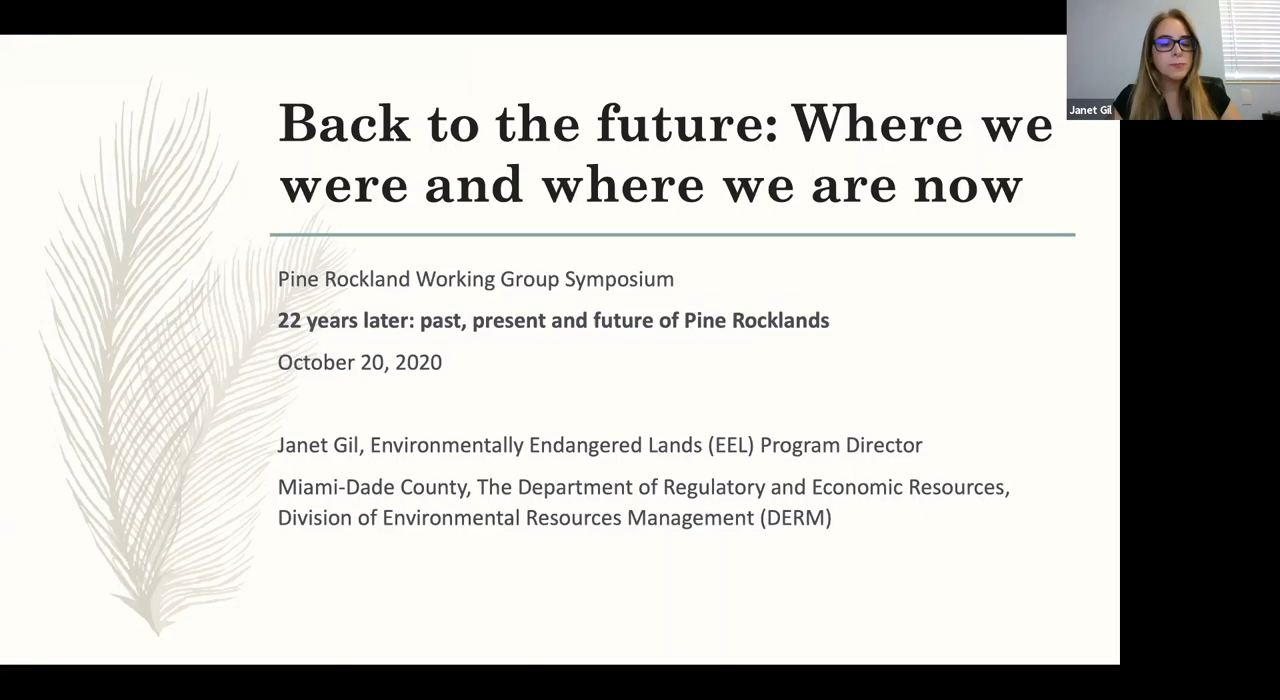 Back to the future: Where we
were and where we are now
Janet Gil
Pine Rockland Working Group Symposium
22 years later: past, present and future of Pine Rocklands
October 20, 2020
Janet Gil, Environmentally Endangered Lands (EEL) Program Director
Miami-Dade County, The Department of Regulatory and Economic Resources,
Division of Environmental Resources Management (DERM)